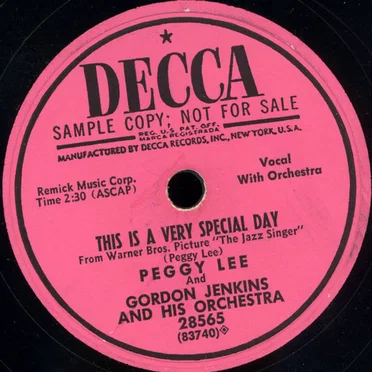 DECCA
SAMPLE COPY; NOT FOR SALE
REG. U.S. PAT. OFF.
MARCA REGISTRADA
MANUFACTURED BY DECCA RECORDS, INC., NEW YORK, U.S.A.
Remick Music Corp.
Time 2:30 (ASCAP)
Vocal
With Orchestra
THIS IS A VERY SPECIAL DAY
From Warner Bros. Picture "The Jazz Singer"
(Peggy Lee)
PEGGY LEE
And
GORDON JENKINS
AND HIS ORCHESTRA
28565
(83740)